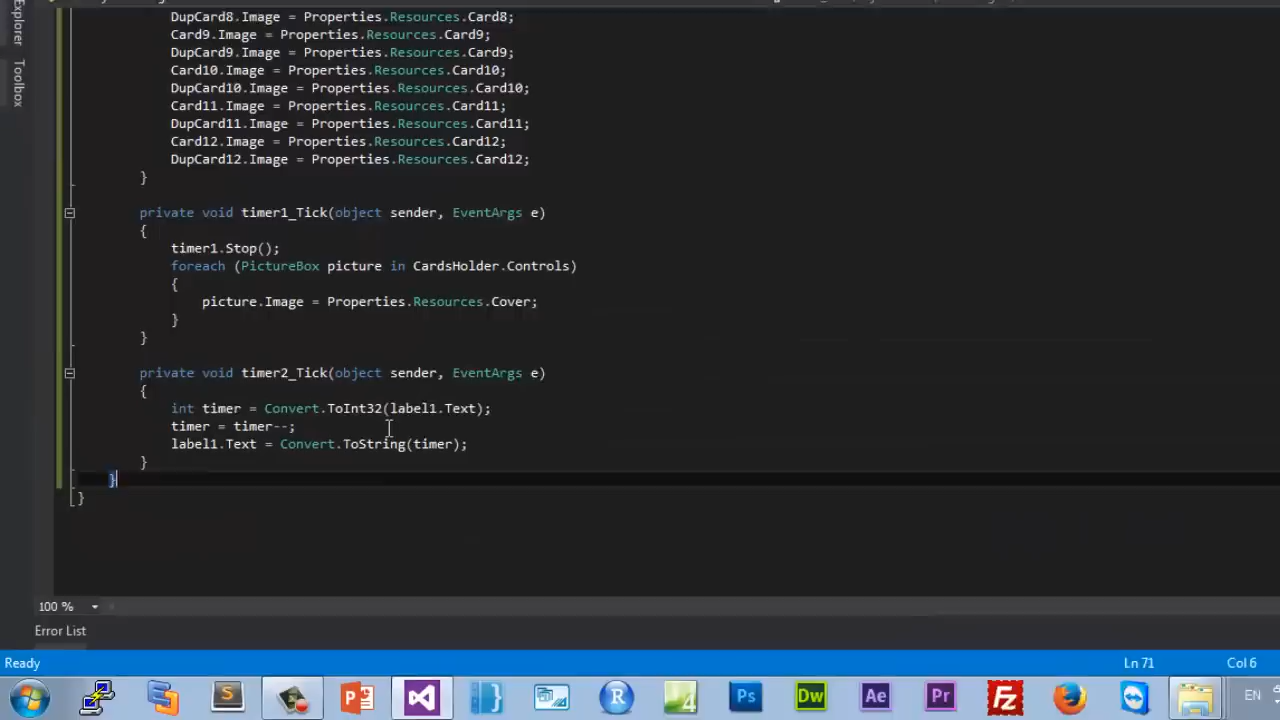 Explorer
Toolbox
DupCard8.Image = Properties.Resources.Card8;
Card9.Image = Properties.Resources.Card9;
DupCard9.Image = Properties.Resources.Card9;
Card10.Image = Properties.Resources.Card10;
DupCard10.Image = Properties.Resources.Card10;
Card11.Image = Properties.Resources.Card11;
DupCard11.Image = Properties.Resources.Card11;
Card12.Image = Properties.Resources.Card12;
DupCard12.Image = Properties.Resources.Card12;
}
private void timer1_Tick(object sender, EventArgs e)
{
timer1.Stop();
foreach (PictureBox picture in CardsHolder.Controls)
{
picture.Image = Properties.Resources.Cover;
}
}
private void timer2_Tick(object sender, EventArgs e)
{
int timer = Convert.ToInt32(label1.Text);
timer = timer--;
label1.Text = Convert.ToString(timer);
}
}
}
100 %
Error List
Ready
Ln 71
Col 6
S
P
R
4
Ps
Dw
Ae
Pr
FZ
EN